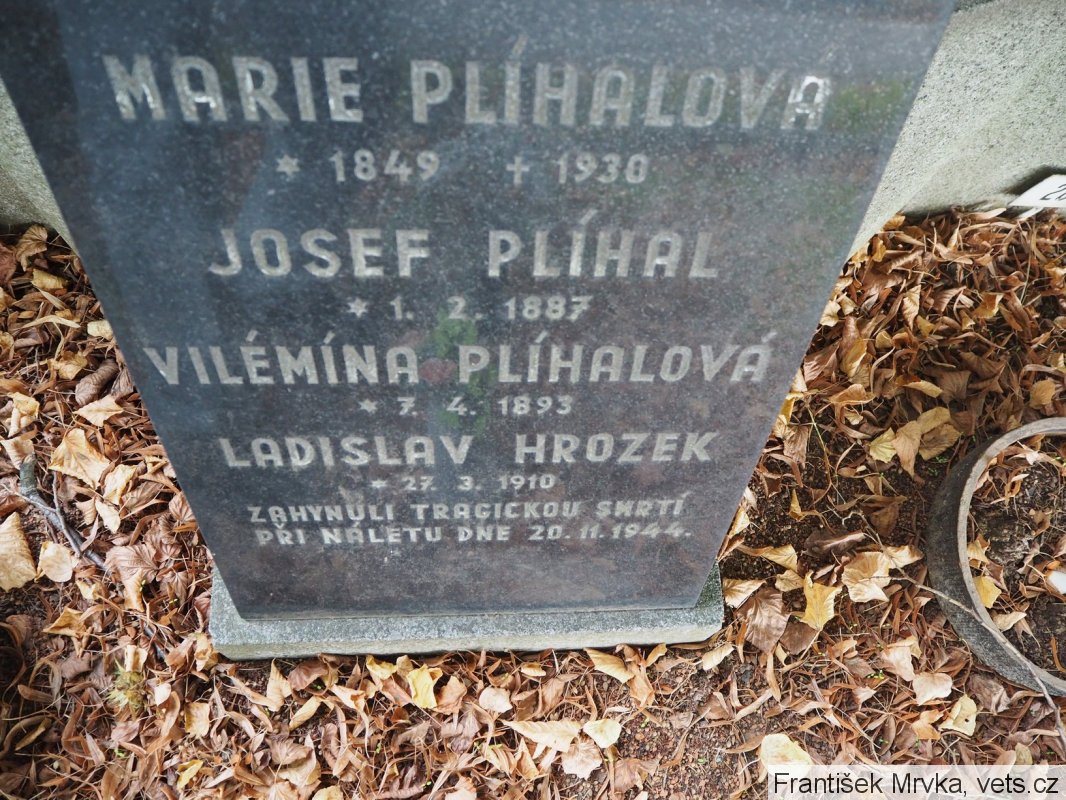 MARIE PLÍHALOVÁ
* 1849 † 1930
JOSEF PLÍHAL
* 1. 2. 1887
VILÉMÍNA PLÍHALOVÁ
* 7. 4. 1893
LADISLAV HROZEK
* 27. 3. 1910
ZAHYNULI TRAGICKOU SMRTÍ
PŘI NÁLETU DNE 20. 11. 1944.
František Mrvka, vets.cz